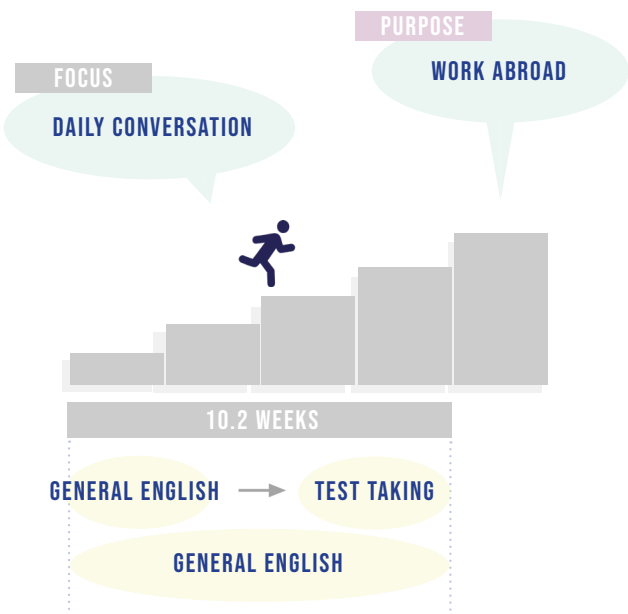 PURPOSE
WORK ABROAD
FOCUS
DAILY CONVERSATION
10.2 WEEKS
GENERAL ENGLISH
TEST TAKING
GENERAL ENGLISH